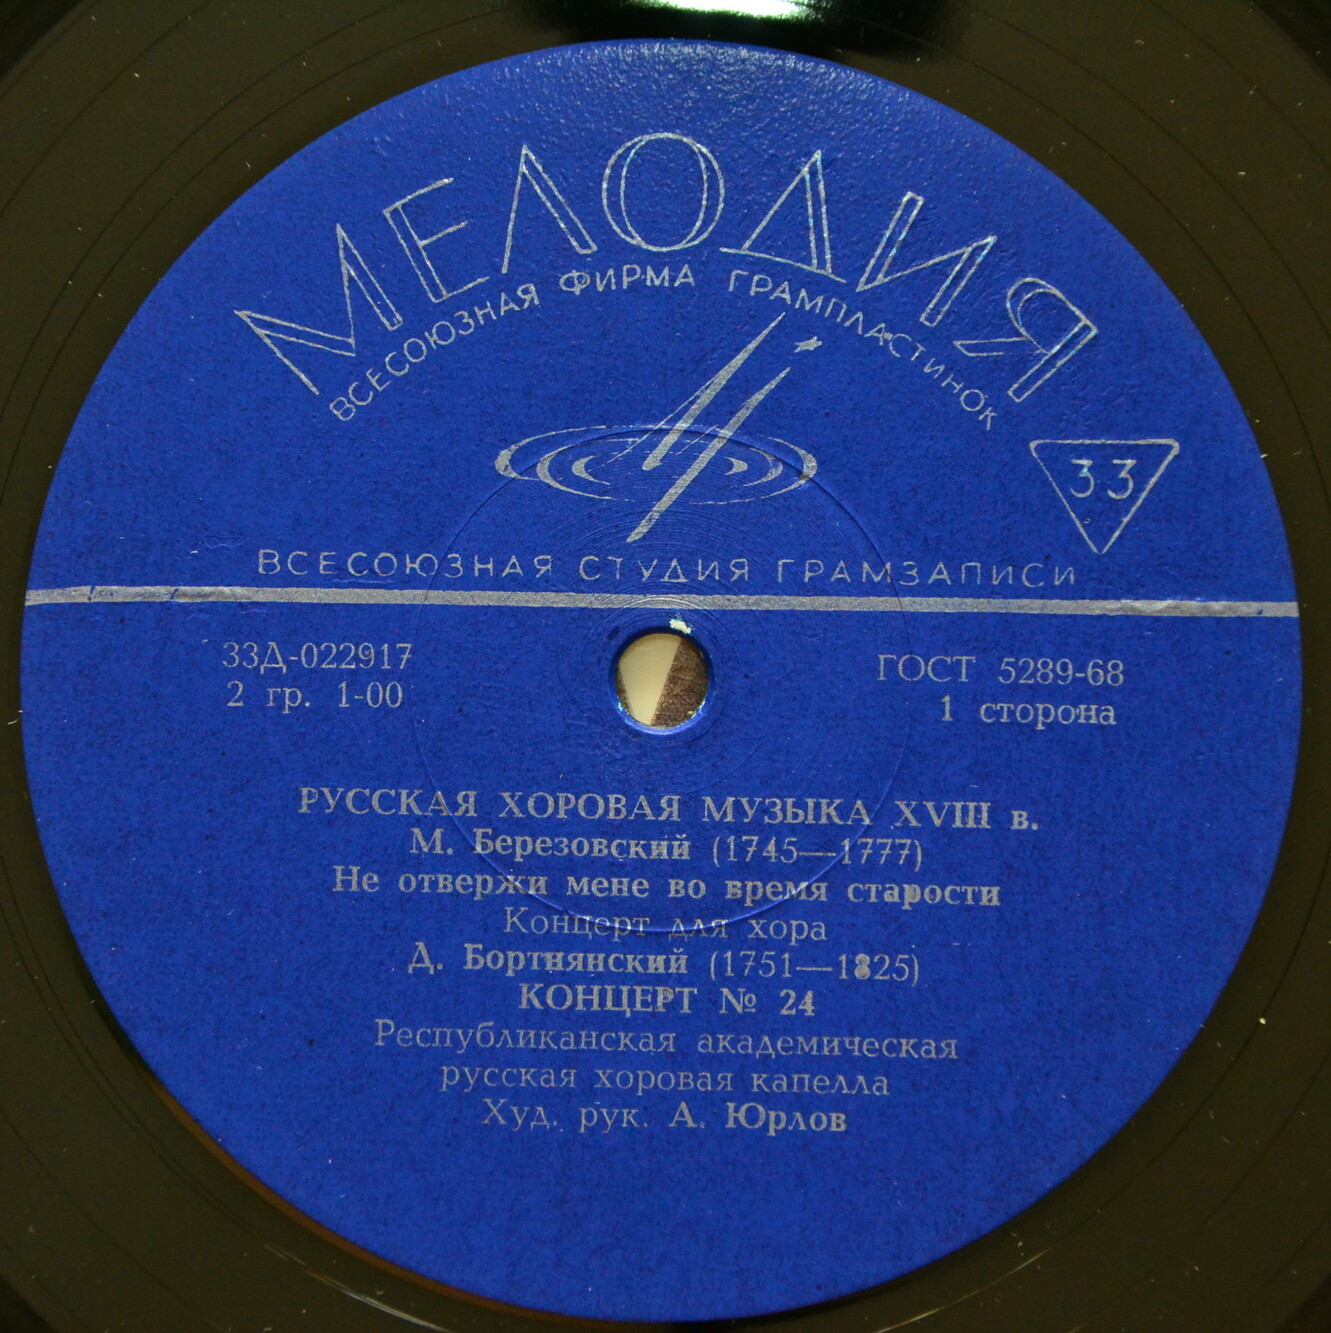 МЕЛОДИЯ
ВСЕСОЮЗНАЯ ФИРМА ГРАМПЛАСТИНОК
33
ВСЕСОЮЗНАЯ СТУДИЯ ГРАМЗАПИСИ
33Д-022917
2 гр. 1-00
ГОСТ 5289-68
1 сторона
РУССКАЯ ХОРОВАЯ МУЗЫКА XVIII в.
М. Березовский (1745—1777)
Не отвержи мене во время старости
Концерт для хора
Д. Бортнянский (1751—1825)
КОНЦЕРТ № 24
Республиканская академическая
русская хоровая капелла
Худ. рук. А. Юрлов